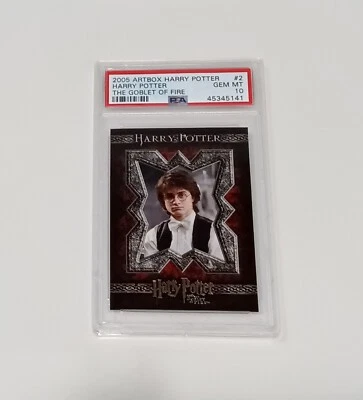 2005 ARTBOX HARRY POTTER #2
HARRY POTTER GEM MT
THE GOBLET OF FIRE 10
PSA 45345141
HARRY POTTER
Harry Potter